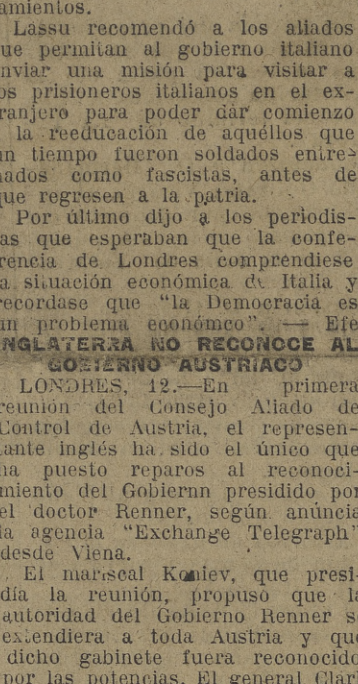 amientos.
Lassu recomendó a los aliados
ue permitan al gobierno italiano
nviar una misión para visitar a
os prisioneros italianos en el ex-
ranjero para poder dar comienzo
la reeducación de aquéllos que
un tiempo fueron soldados entre-
nados como fascistas, antes de
que regresen a la patria.
Por último dijo a los periodis-
as que esperaban que la confe-
rencia de Londres comprendiese
a situación económica de Italia y
recordase que "la Democracia es
un problema económco". — Efe
NGLATERRA NO RECONOCE AL
GOBIERNO AUSTRIACO
LONDRES, 12.—En primera
reunión del Consejo Aliado de
Control de Austria, el represen-
tante inglés ha sido el único que
ha puesto reparos al reconoci-
miento del Gobiernn presidido por
el doctor Renner, según anúncia
la agencia "Exchange Telegraph"
desde Viena.
El mariscal Koniev, que presi-
día la reunión, propuso que l
autoridad del Gobierno Renner s
extendiera a toda Austria y que
dicho gabinete fuera reconocido
por las potencias. El general Clar